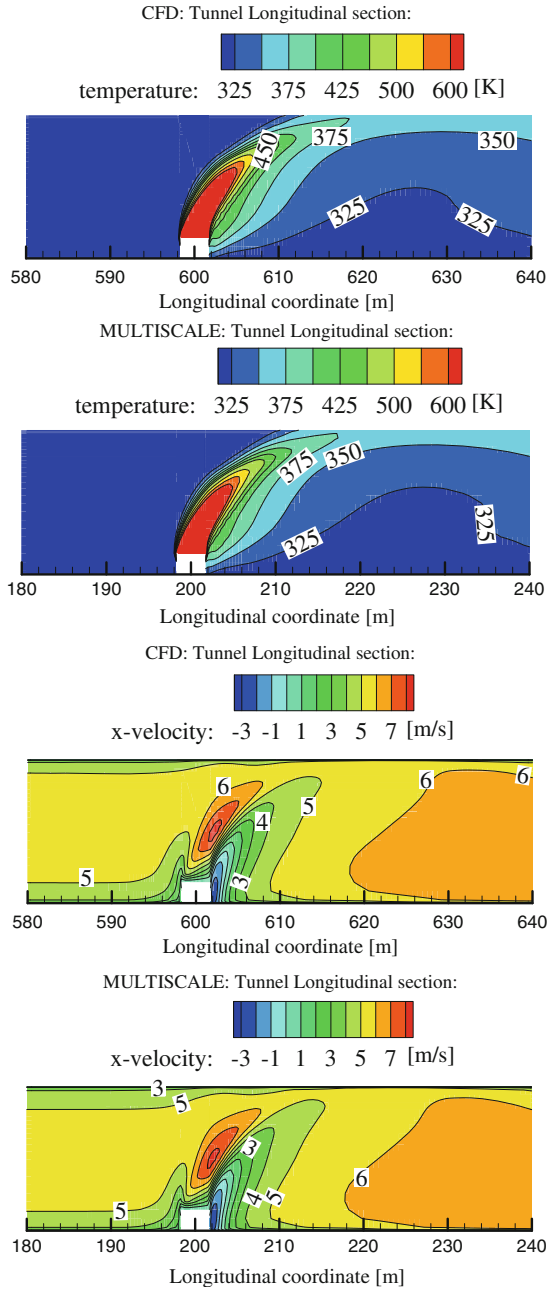 CFD: Tunnel Longitudinal section:
temperature: 325 375 425 500 600 [K]
450
375
350
325
325
580 590 600 610 620 630 640
Longitudinal coordinate [m]
MULTISCALE: Tunnel Longitudinal section:
temperature: 325 375 425 500 600 [K]
375
350
325
325
180 190 200 210 220 230 240
Longitudinal coordinate [m]
CFD: Tunnel Longitudinal section:
x-velocity: -3 -1 1 3 5 7 [m/s]
6
5
4
3
5
6
6
580 590 600 610 620 630 640
Longitudinal coordinate [m]
MULTISCALE: Tunnel Longitudinal section:
x-velocity: -3 -1 1 3 5 7 [m/s]
3
5
3
4
5
6
5
180 190 200 210 220 230 240
Longitudinal coordinate [m]